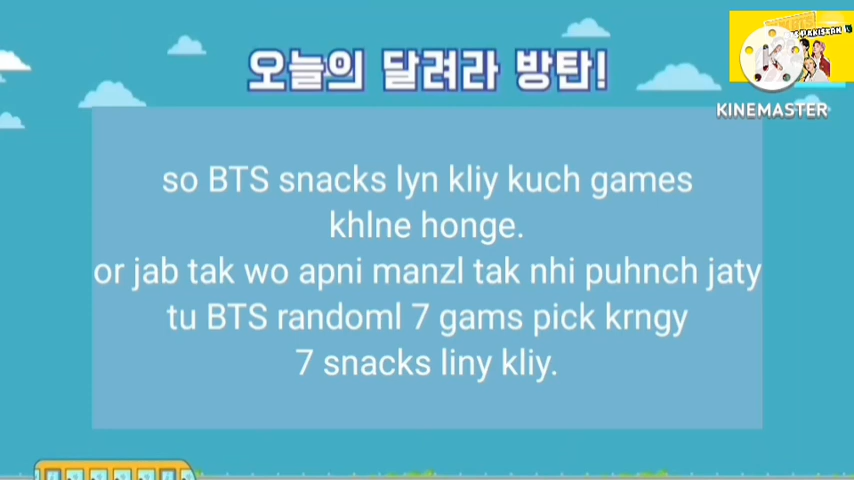 오늘의 달려라 방탄!
KINEMASTER
so BTS snacks lyn kliy kuch games
khlne honge.
or jab tak wo apni manzl tak nhi puhnch jaty
tu BTS randoml 7 gams pick krngy
7 snacks liny kliy.